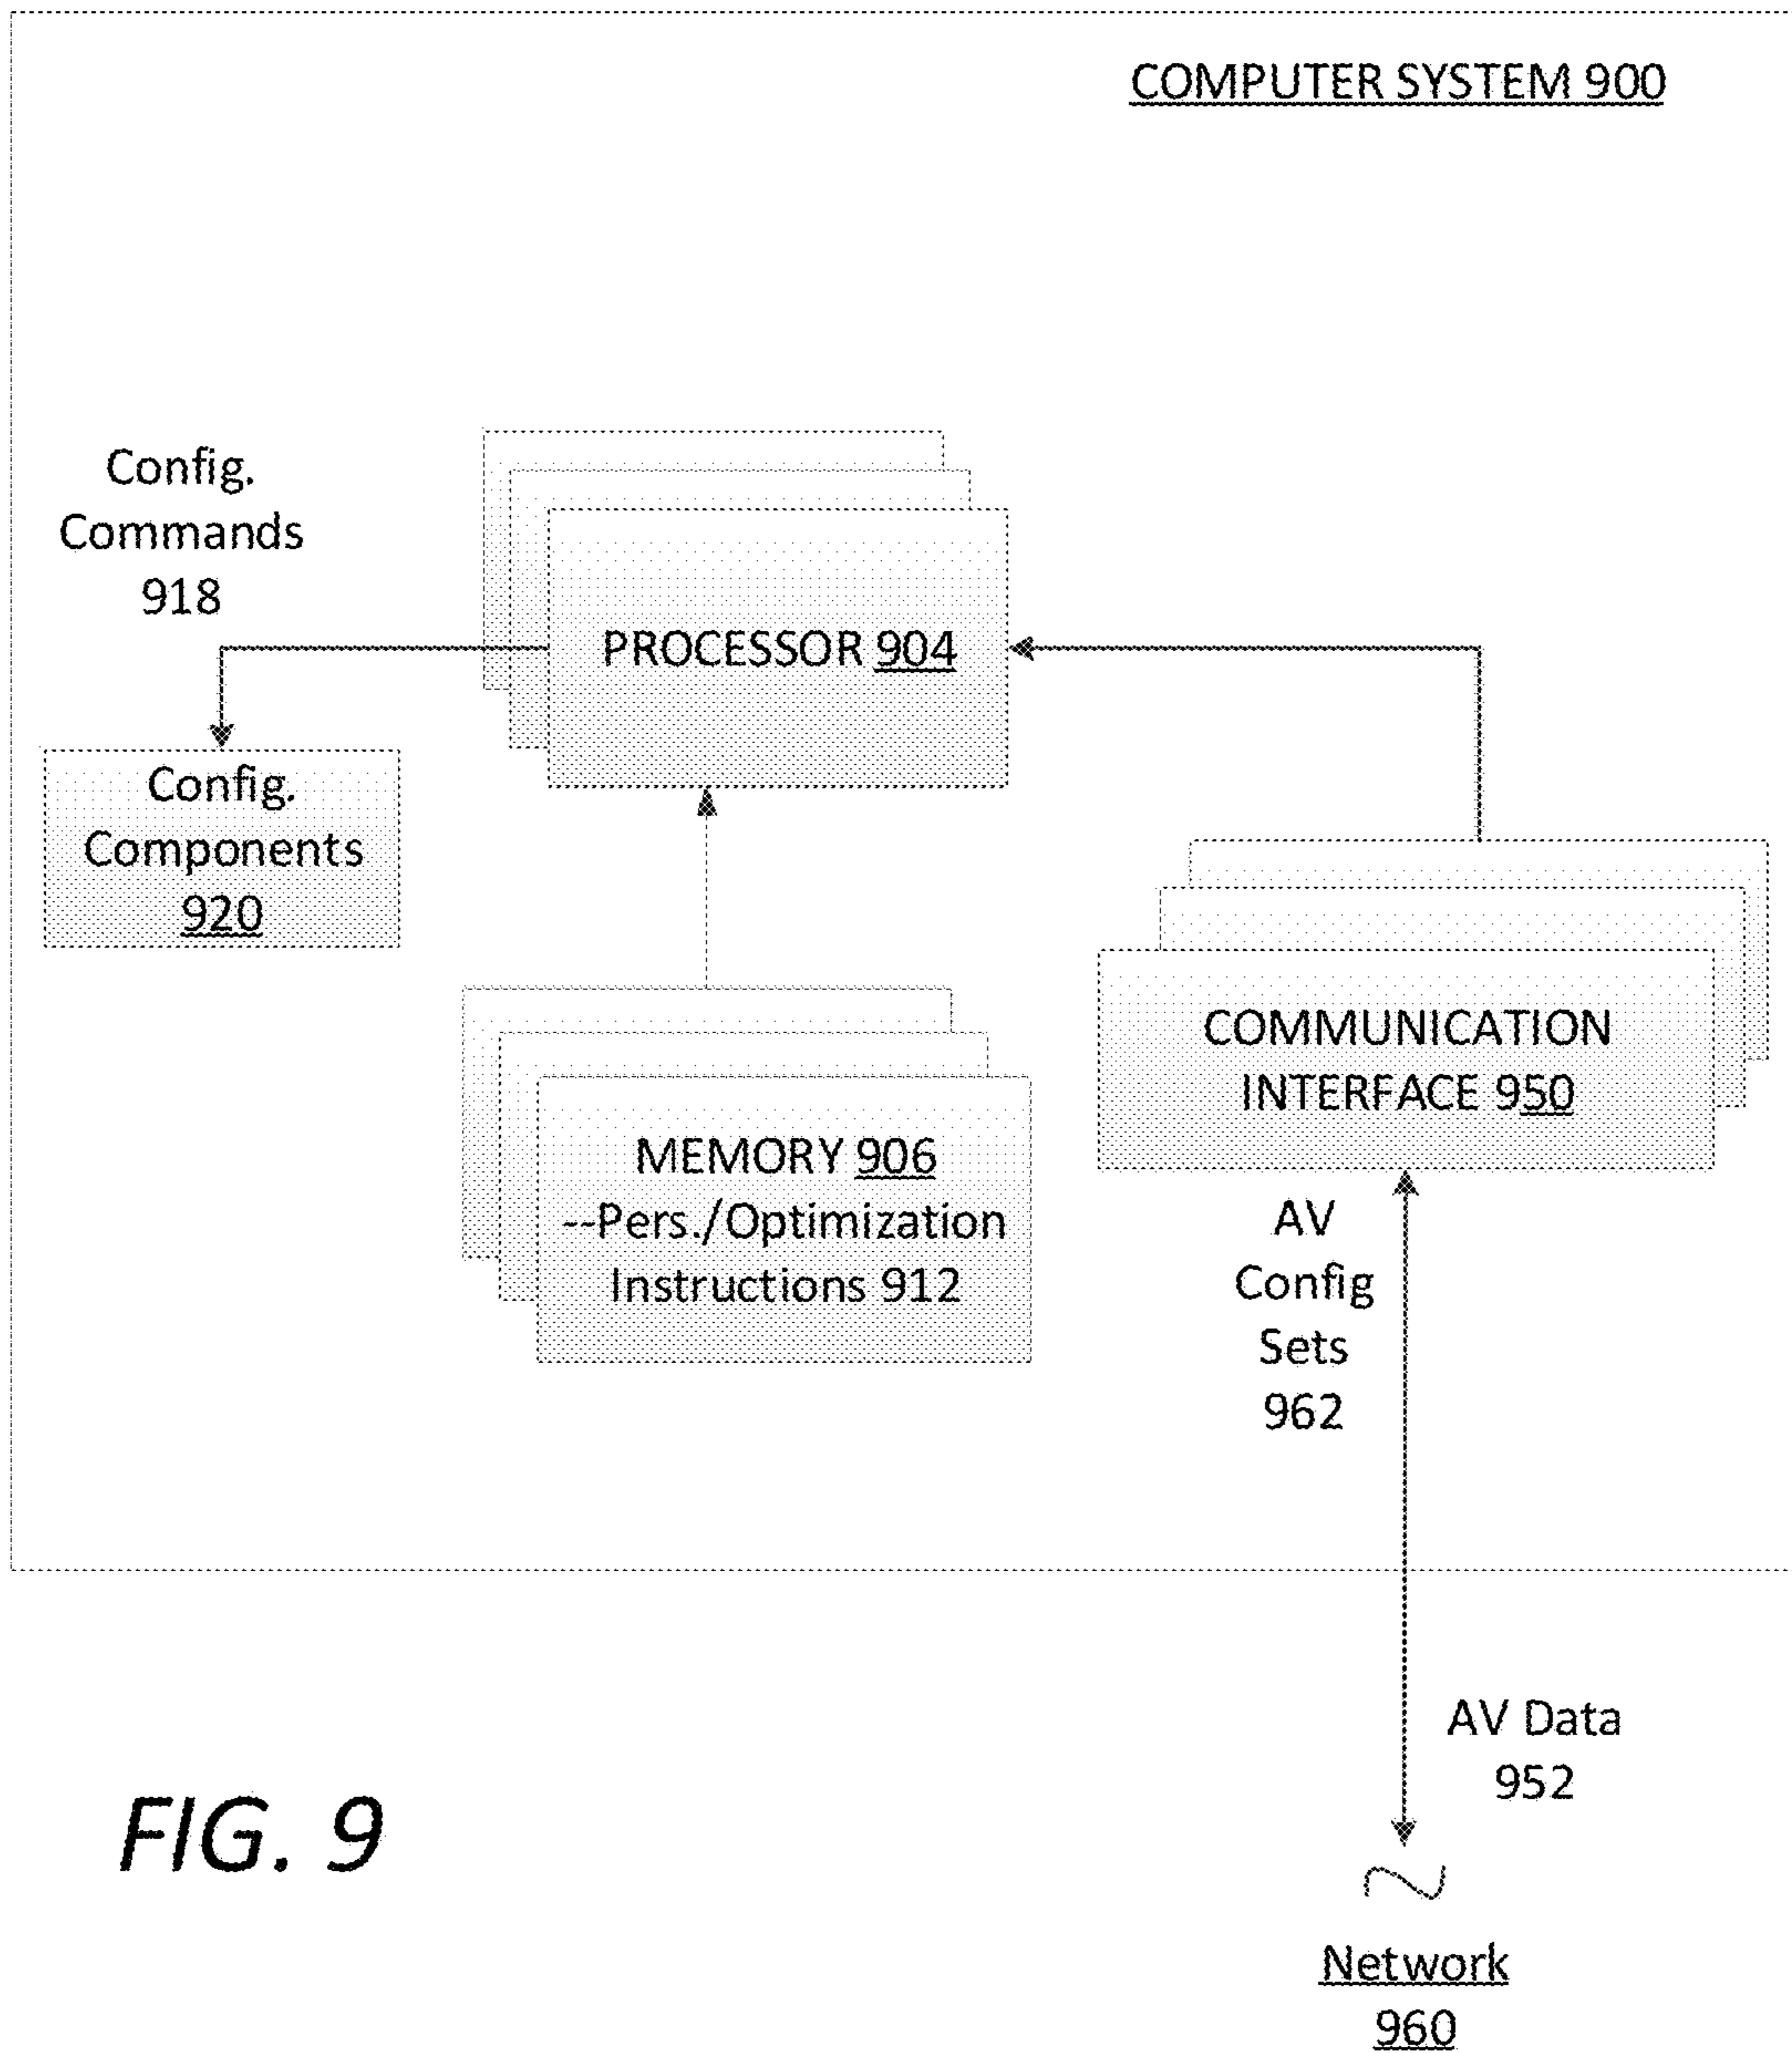 COMPUTER SYSTEM 900
Config.
Commands
918
PROCESSOR 904
Config.
Components
920
COMMUNICATION
INTERFACE 950
MEMORY 906
--Pers./Optimization
Instructions 912
AV
Config
Sets
962
AV Data
952
FIG. 9
Network
960